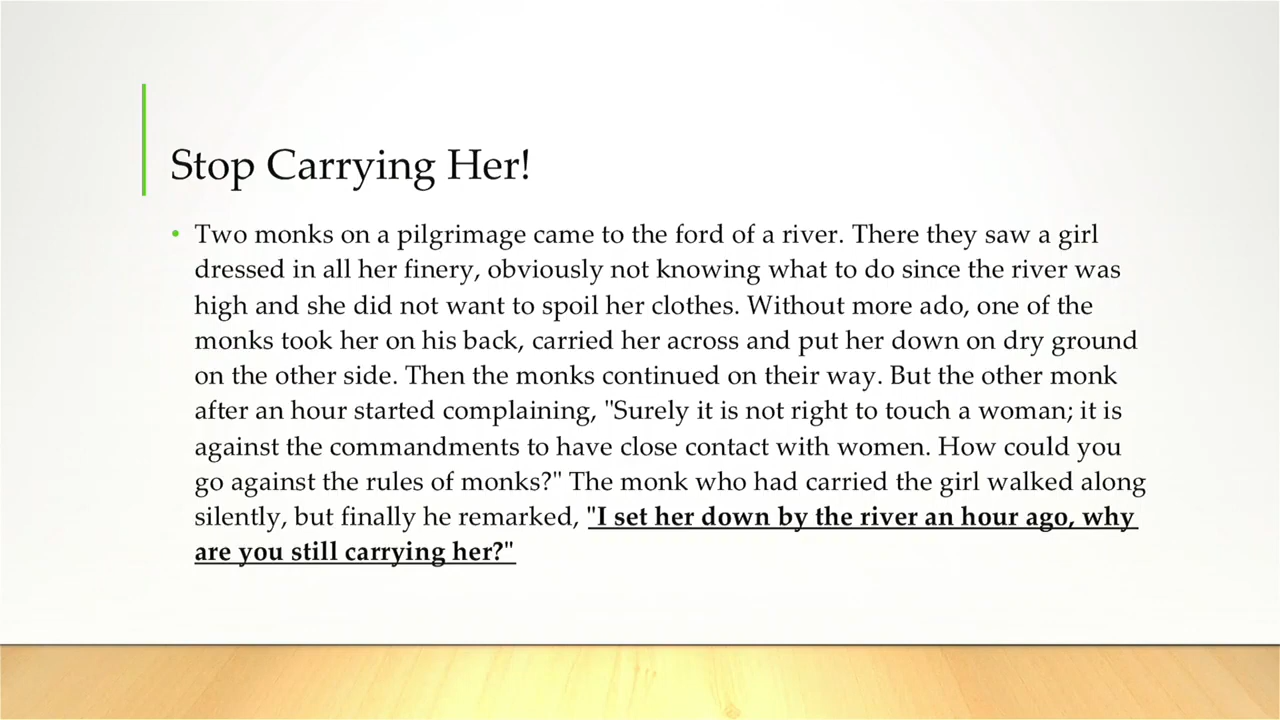 Stop Carrying Her!
• Two monks on a pilgrimage came to the ford of a river. There they saw a girl
dressed in all her finery, obviously not knowing what to do since the river was
high and she did not want to spoil her clothes. Without more ado, one of the
monks took her on his back, carried her across and put her down on dry ground
on the other side. Then the monks continued on their way. But the other monk
after an hour started complaining, "Surely it is not right to touch a woman; it is
against the commandments to have close contact with women. How could you
go against the rules of monks?" The monk who had carried the girl walked along
silently, but finally he remarked, "I set her down by the river an hour ago, why
are you still carrying her?"